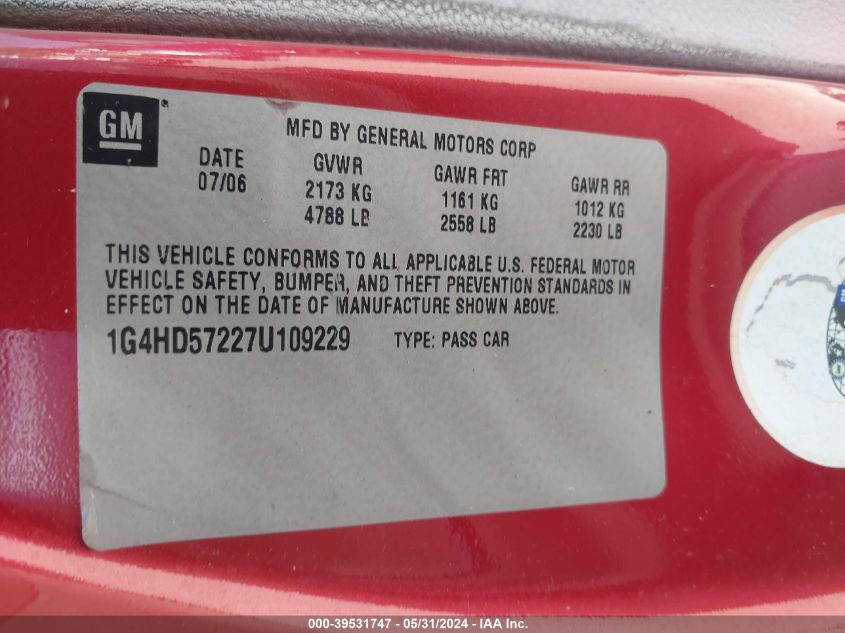 GM
MFD BY GENERAL MOTORS CORP
DATE GVWR GAWR FRT GAWR RR
07/06 2173 KG 1161 KG 1012 KG
4788 LB 2558 LB 2230 LB
THIS VEHICLE CONFORMS TO ALL APPLICABLE U.S. FEDERAL MOTOR
VEHICLE SAFETY, BUMPER, AND THEFT PREVENTION STANDARDS IN
EFFECT ON THE DATE OF MANUFACTURE SHOWN ABOVE.
1G4HD57227U109229 TYPE: PASS CAR
000-39531747 - 05/31/2024 - IAA Inc.